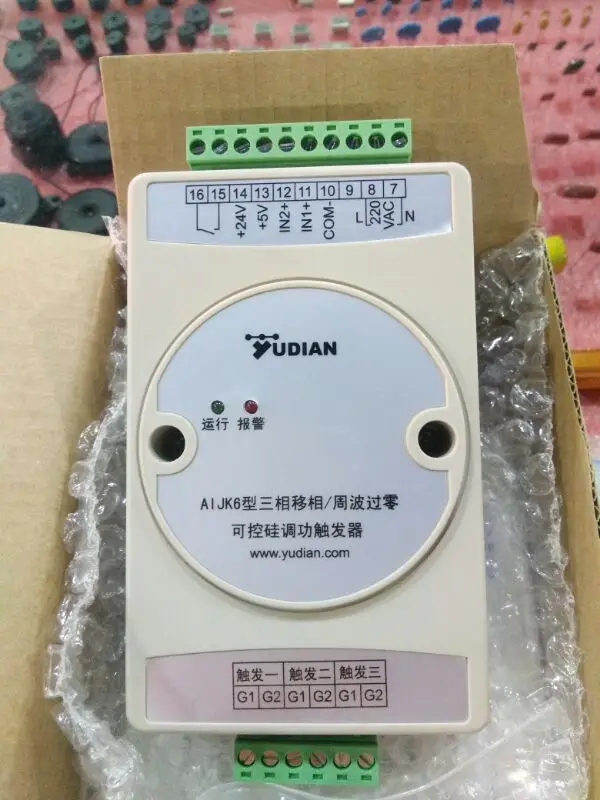 16 15 14 13 12 11 10 9 8 7
+24V +5V IN2+ IN1+ COM- L 220 VAC N
YUDIAN
运行 报警
AIJK6型三相移相/周波过零
可控硅调功触发器
www.yudian.com
触发一 触发二 触发三
G1 G2 G1 G2 G1 G2